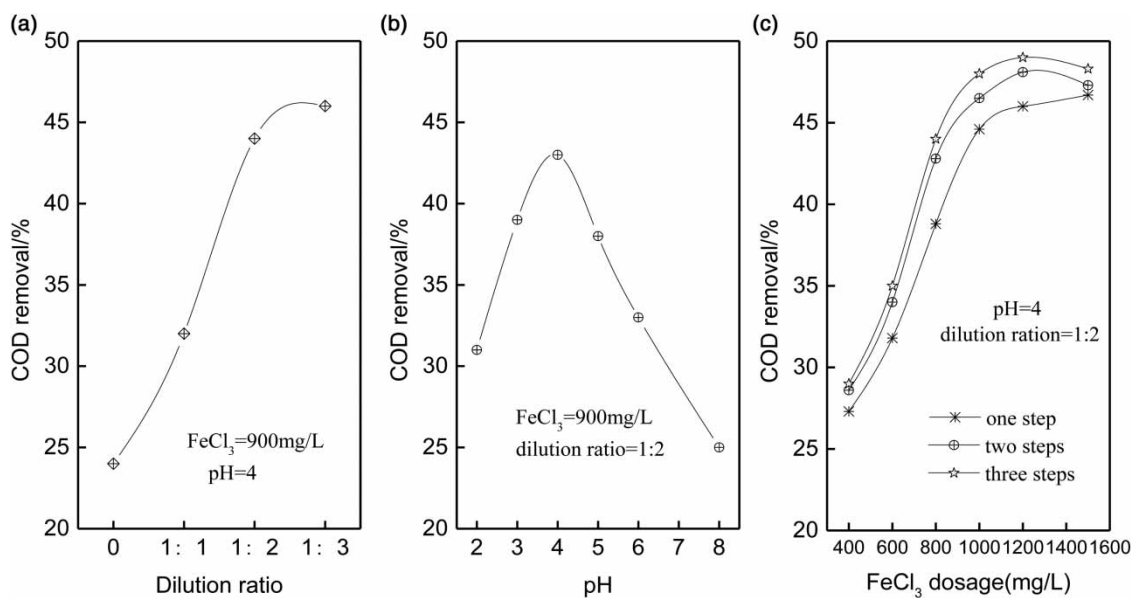 (a)
50
45
40
35
30
25
20
COD removal/%
FeCl₃=900mg/L
pH=4
0 1: 1 1: 2 1: 3
Dilution ratio
(b)
50
45
40
35
30
25
20
COD removal/%
FeCl₃=900mg/L
dilution ratio=1:2
2 3 4 5 6 7 8
pH
(c)
50
45
40
35
30
25
20
COD removal/%
pH=4
dilution ration=1:2
one step
two steps
three steps
400 600 800 1000 1200 1400 1600
FeCl₃ dosage(mg/L)